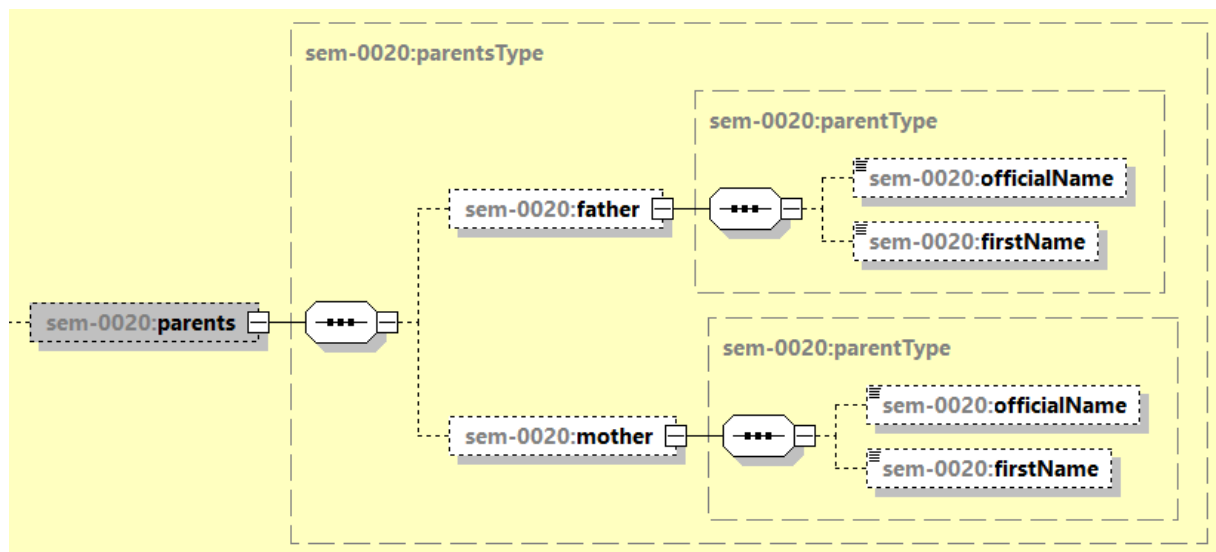 sem-0020:parentsType
sem-0020:parentType
sem-0020:officialName
sem-0020:father
sem-0020:firstName
sem-0020:parents
sem-0020:parentType
sem-0020:officialName
sem-0020:mother
sem-0020:firstName